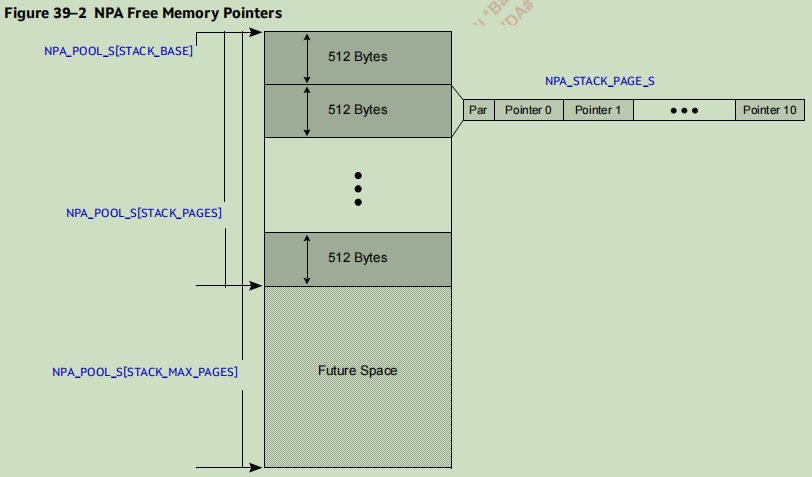 Figure 39–2 NPA Free Memory Pointers
NPA_POOL_S[STACK_BASE]
512 Bytes
NPA_STACK_PAGE_S
512 Bytes
Par Pointer 0 Pointer 1 ••• Pointer 10
NPA_POOL_S[STACK_PAGES]
512 Bytes
NPA_POOL_S[STACK_MAX_PAGES]
Future Space